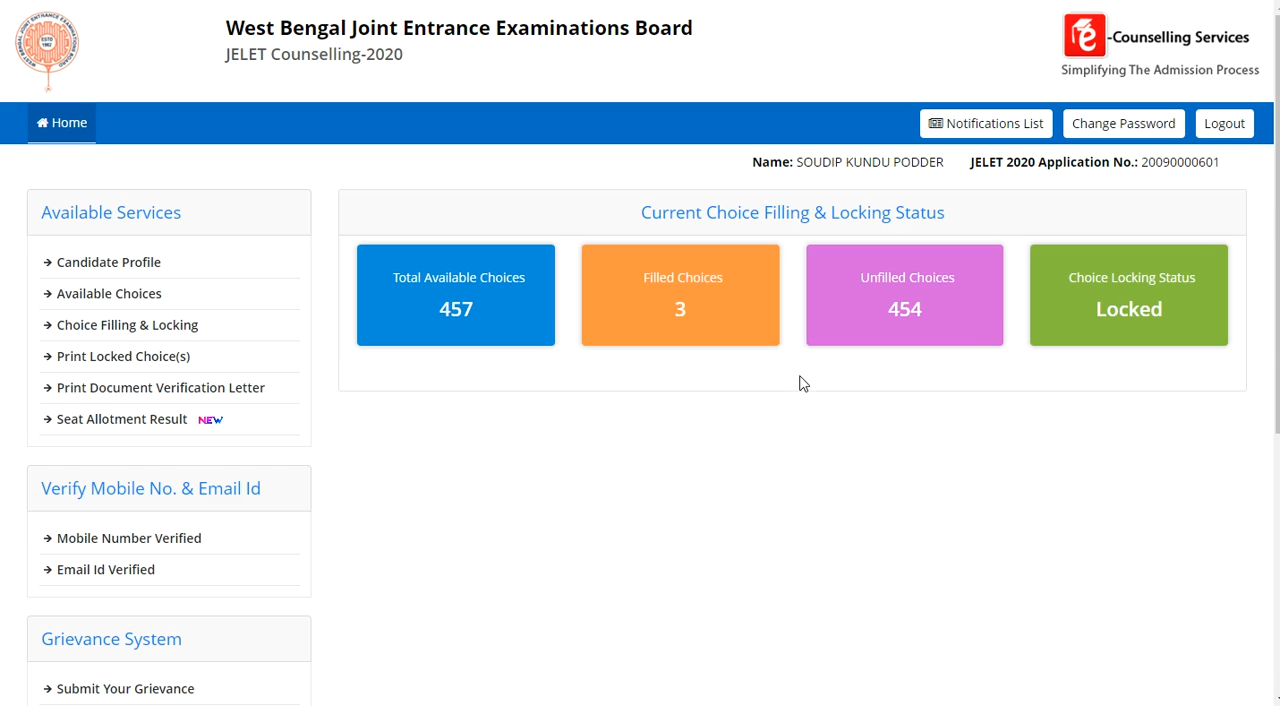 West Bengal Joint Entrance Examinations Board
JELET Counselling-2020
e-Counselling Services
Simplifying The Admission Process
Home
Notifications List
Change Password
Logout
Name: SOUDIP KUNDU PODDER JELET 2020 Application No.: 20090000601
Available Services
Candidate Profile
Available Choices
Choice Filling & Locking
Print Locked Choice(s)
Print Document Verification Letter
Seat Allotment Result NEW
Verify Mobile No. & Email Id
Mobile Number Verified
Email Id Verified
Grievance System
Submit Your Grievance
Current Choice Filling & Locking Status
Total Available Choices
457
Filled Choices
3
Unfilled Choices
454
Choice Locking Status
Locked